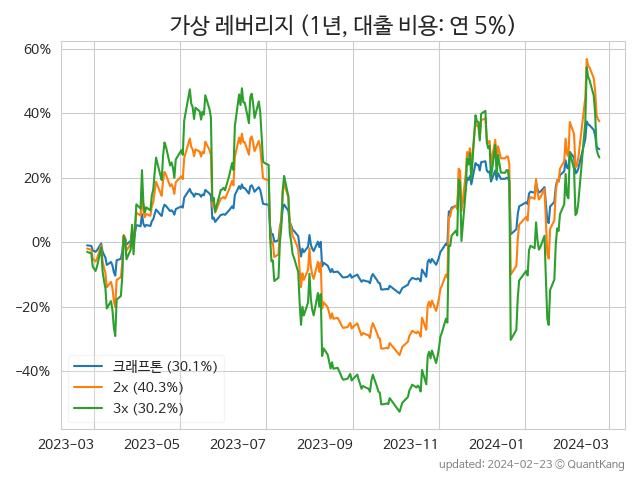 가상 레버리지 (1년, 대출 비용: 연 5%)
60%
40%
20%
0%
−20%
−40%
크래프톤 (30.1%)
2x (40.3%)
3x (30.2%)
2023-03 2023-05 2023-07 2023-09 2023-11 2024-01 2024-03
updated: 2024-02-23 © QuantKang